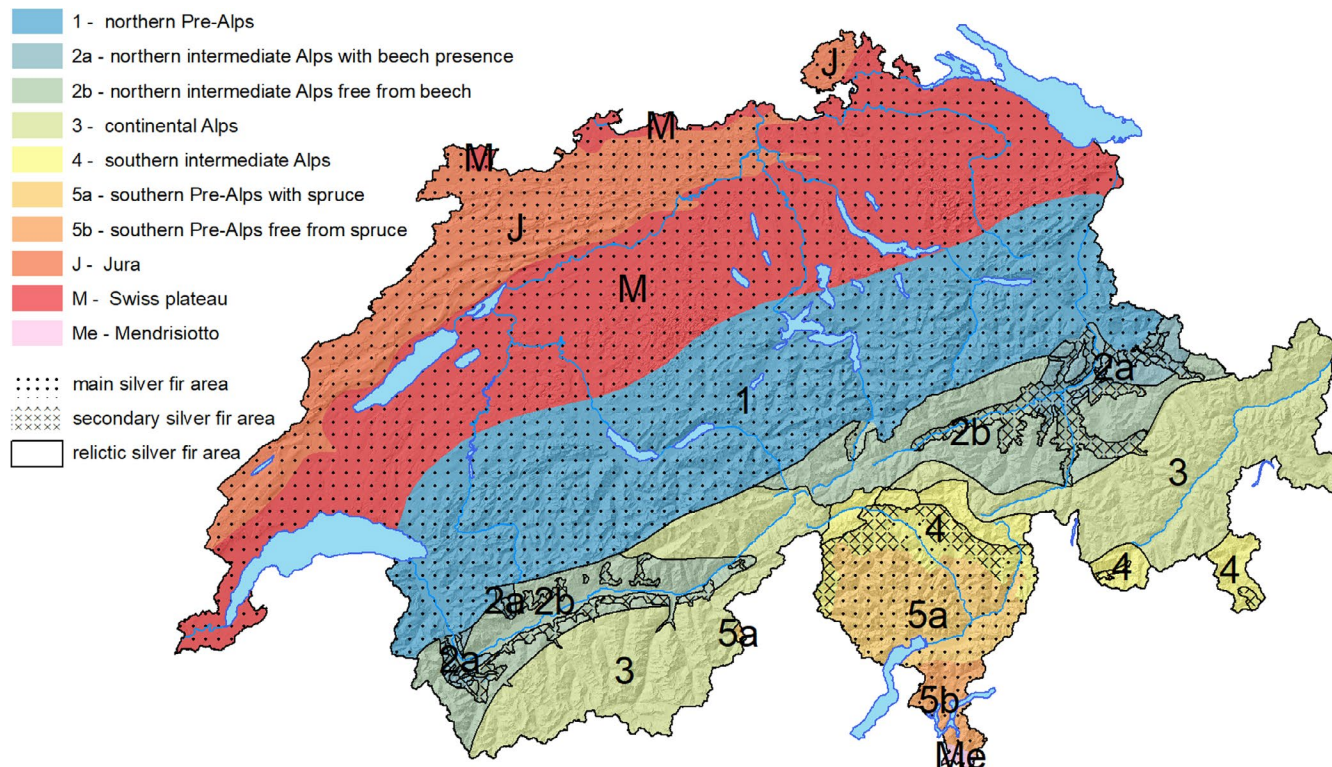 1 - northern Pre-Alps
2a - northern intermediate Alps with beech presence
2b - northern intermediate Alps free from beech
3 - continental Alps
4 - southern intermediate Alps
5a - southern Pre-Alps with spruce
5b - southern Pre-Alps free from spruce
J - Jura
M - Swiss plateau
Me - Mendrisiotto
main silver fir area
secondary silver fir area
relictic silver fir area
J
M
M
J
M
2a
1
2b
3
4
4
4
2a 2b
5a
5a
2a
3
5b
Me